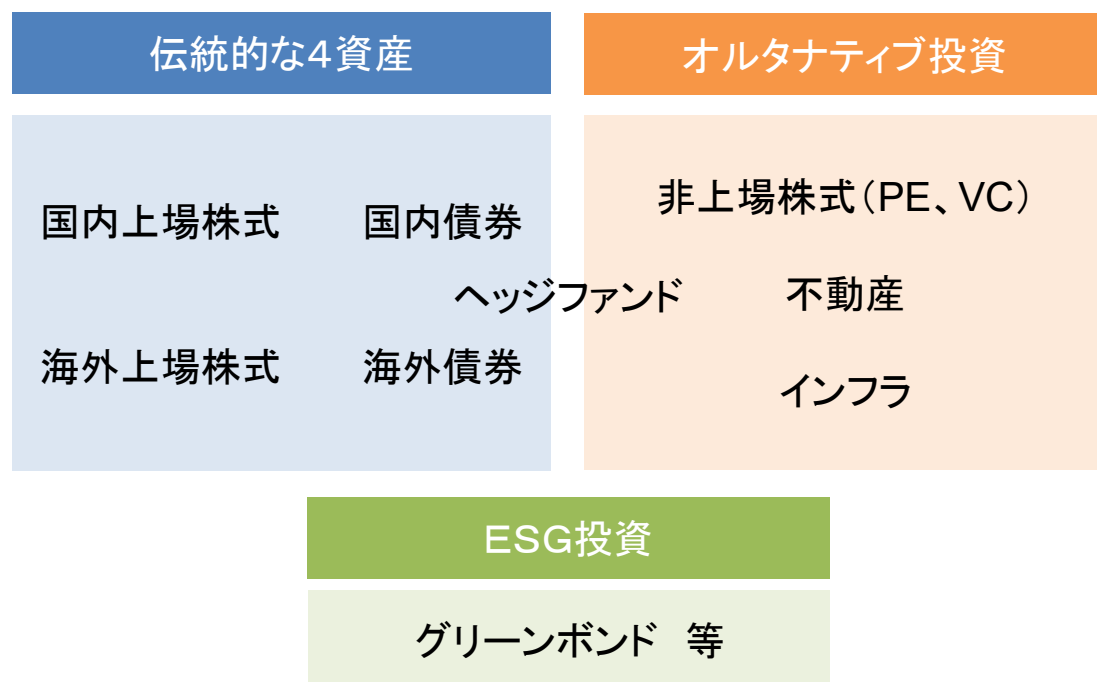 伝統的な4資産
オルタナティブ投資
国内上場株式 国内債券
海外上場株式 海外債券
ヘッジファンド
非上場株式(PE、VC)
不動産
インフラ
ESG投資
グリーンボンド 等